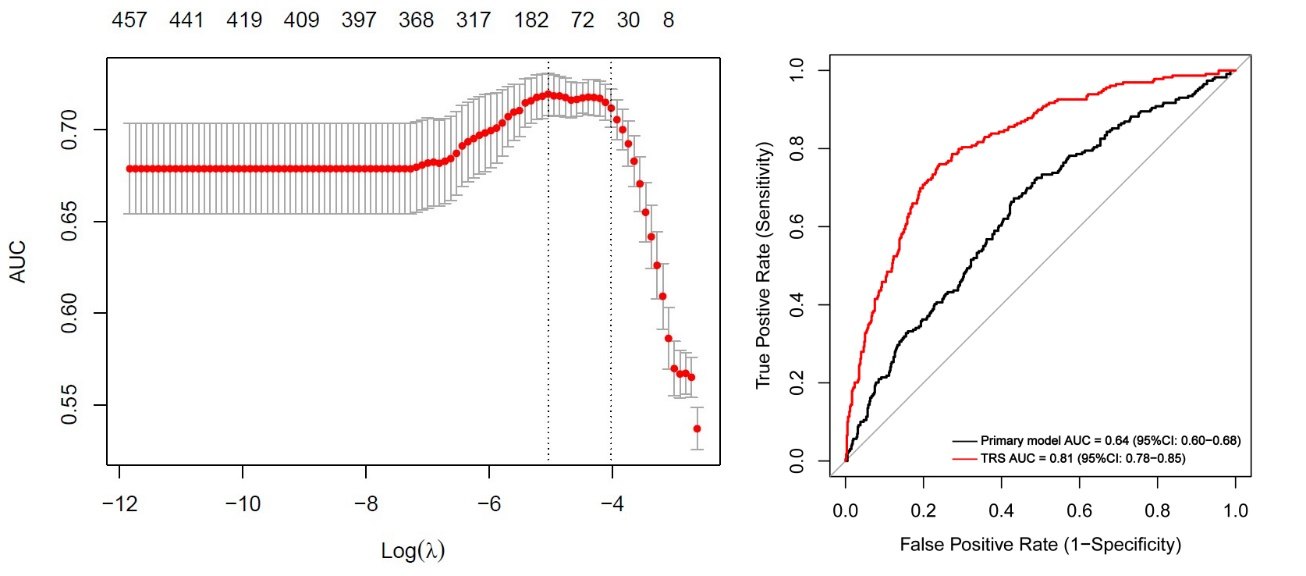 457 441 419 409 397 368 317 182 72 30 8
AUC
0.70
0.65
0.60
0.55
−12 −10 −8 −6 −4
Log(λ)
True Postive Rate (Sensitivity)
1.0
0.8
0.6
0.4
0.2
0.0
Primary model AUC = 0.64 (95%CI: 0.60−0.68)
TRS AUC = 0.81 (95%CI: 0.78−0.85)
0.0 0.2 0.4 0.6 0.8 1.0
False Positive Rate (1−Specificity)